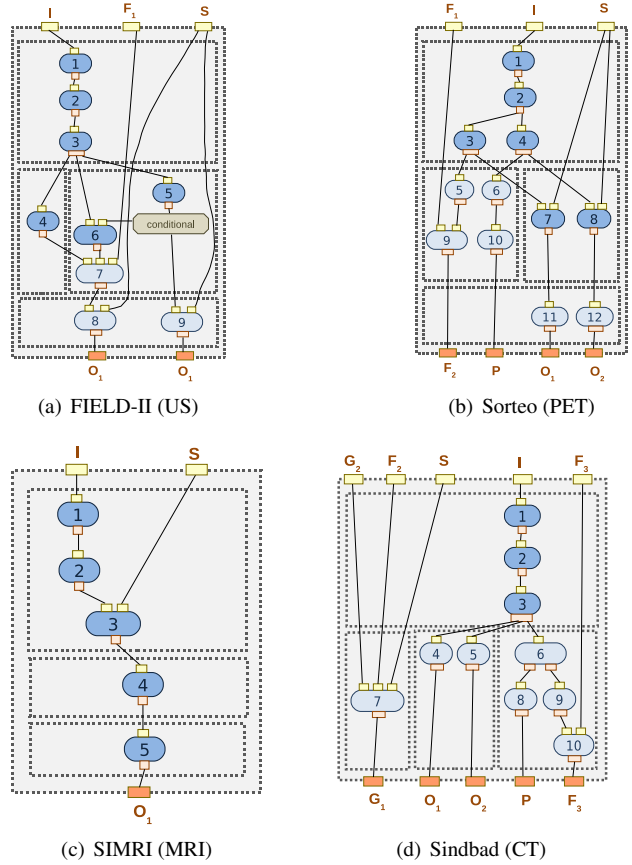 I F₁ S
1
2
3
5
4
6
conditional
7
8 9
O₁ O₁
(a) FIELD-II (US)
F₁ I S
1
2
3 4
5 6
7 8
9 10
11 12
F₂ P O₁ O₂
(b) Sorteo (PET)
I S
1
2
3
4
5
O₁
(c) SIMRI (MRI)
G₂ F₂ S I F₃
1
2
3
4 5 6
7 8 9
10
G₁ O₁ O₂ P F₃
(d) Sindbad (CT)